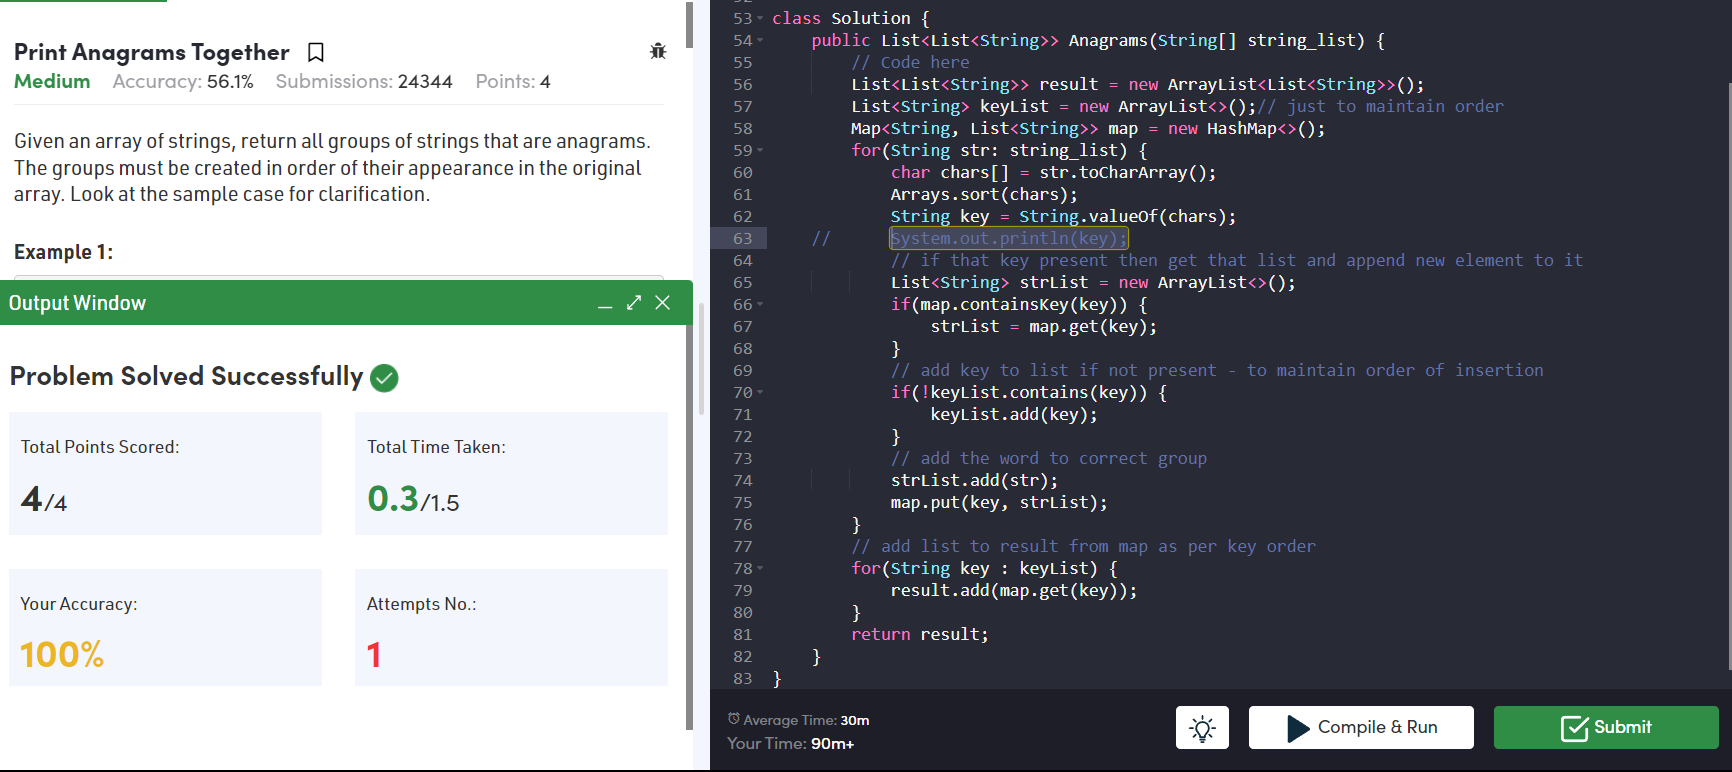 Print Anagrams Together
Medium Accuracy: 56.1% Submissions: 24344 Points: 4
Given an array of strings, return all groups of strings that are anagrams.
The groups must be created in order of their appearance in the original
array. Look at the sample case for clarification.
Example 1:
Output Window
Problem Solved Successfully
Total Points Scored:
4/4
Total Time Taken:
0.3/1.5
Your Accuracy:
100%
Attempts No.:
1
53 class Solution {
54 public List<List<String>> Anagrams(String[] string_list) {
55 // Code here
56 List<List<String>> result = new ArrayList<List<String>>();
57 List<String> keyList = new ArrayList<>();// just to maintain order
58 Map<String, List<String>> map = new HashMap<>();
59 for(String str: string_list) {
60 char chars[] = str.toCharArray();
61 Arrays.sort(chars);
62 String key = String.valueOf(chars);
63 // System.out.println(key);
64 // if that key present then get that list and append new element to it
65 List<String> strList = new ArrayList<>();
66 if(map.containsKey(key)) {
67 strList = map.get(key);
68 }
69 // add key to list if not present - to maintain order of insertion
70 if(!keyList.contains(key)) {
71 keyList.add(key);
72 }
73 // add the word to correct group
74 strList.add(str);
75 map.put(key, strList);
76 }
77 // add list to result from map as per key order
78 for(String key : keyList) {
79 result.add(map.get(key));
80 }
81 return result;
82 }
83 }
Average Time: 30m
Your Time: 90m+
Compile & Run
Submit